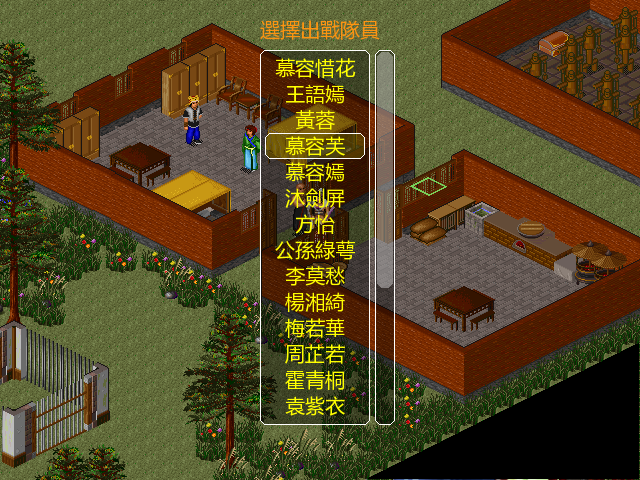 選擇出戰隊員
慕容惜花
王語嫣
黃蓉
慕容芙
慕容嫣
沐劍屏
方怡
公孫綠萼
李莫愁
楊湘綺
梅若華
周芷若
霍青桐
袁紫衣